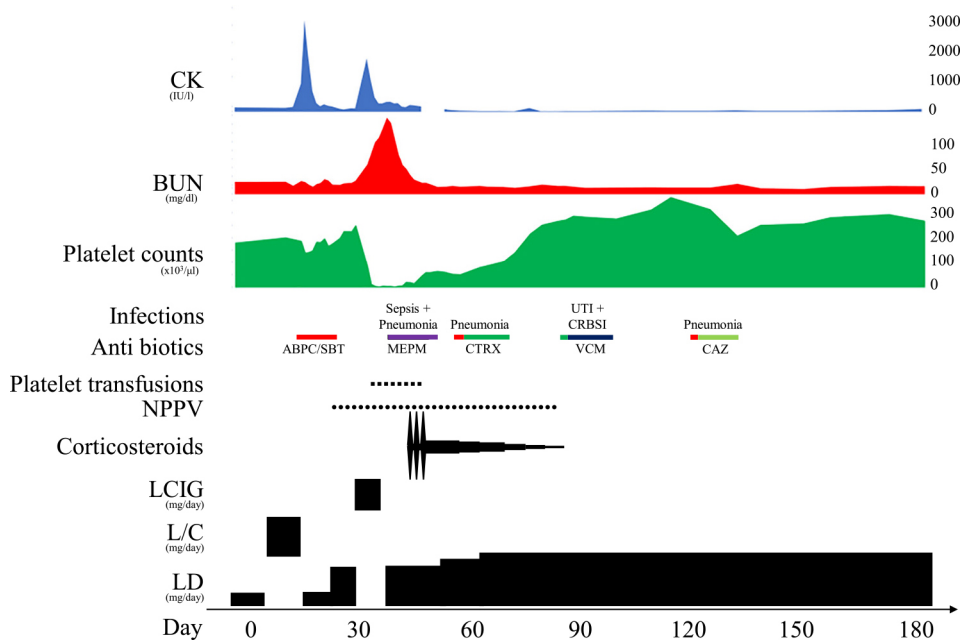 CK
(IU/l)
3000
2000
1000
0
BUN
(mg/dl)
100
50
0
Platelet counts
(x10³/μl)
300
200
100
0
Infections
Sepsis +
Pneumonia
Pneumonia
UTI +
CRBSI
Pneumonia
Anti biotics
ABPC/SBT
MEPM
CTRX
VCM
CAZ
Platelet transfusions
NPPV
Corticosteroids
LCIG
(mg/day)
L/C
(mg/day)
LD
(mg/day)
Day 0 30 60 90 120 150 180